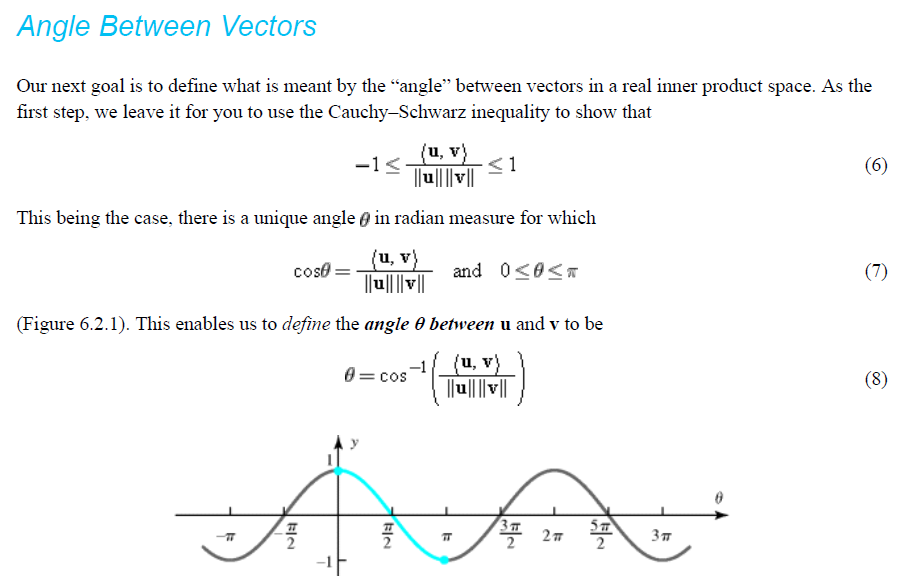 Angle Between Vectors
Our next goal is to define what is meant by the “angle” between vectors in a real inner product space. As the
first step, we leave it for you to use the Cauchy–Schwarz inequality to show that
−1 ≤ ⟨u, v⟩ / ‖u‖ ‖v‖ ≤ 1 (6)
This being the case, there is a unique angle θ in radian measure for which
cosθ = ⟨u, v⟩ / ‖u‖ ‖v‖ and 0 ≤ θ ≤ π (7)
(Figure 6.2.1). This enables us to define the angle θ between u and v to be
θ = cos⁻¹(⟨u, v⟩ / ‖u‖ ‖v‖) (8)
y
1
θ
−π −π/2 π/2 π 3π/2 2π 5π/2 3π
−1